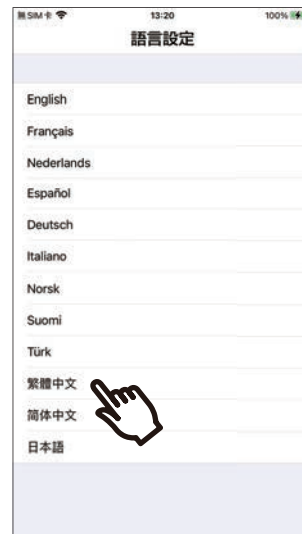 無SIM卡 13:20 100%
語言設定
English
Français
Nederlands
Español
Deutsch
Italiano
Norsk
Suomi
Türk
繁體中文
简体中文
日本語